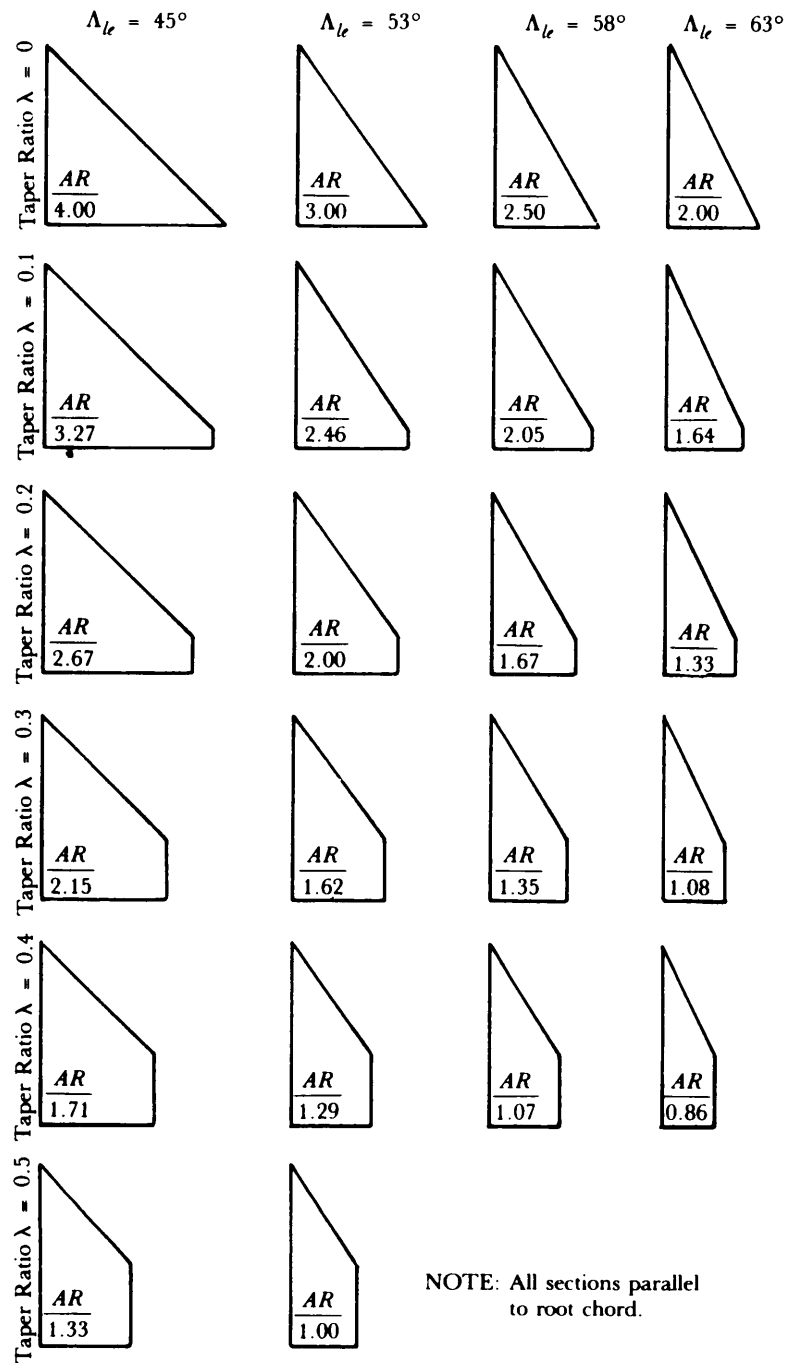 Λle = 45° Λle = 53° Λle = 58° Λle = 63°
Taper Ratio λ = 0
AR AR AR AR
4.00 3.00 2.50 2.00
Taper Ratio λ = 0.1
AR AR AR AR
3.27 2.46 2.05 1.64
Taper Ratio λ = 0.2
AR AR AR AR
2.67 2.00 1.67 1.33
Taper Ratio λ = 0.3
AR AR AR AR
2.15 1.62 1.35 1.08
Taper Ratio λ = 0.4
AR AR AR AR
1.71 1.29 1.07 0.86
Taper Ratio λ = 0.5
AR AR
1.33 1.00
NOTE: All sections parallel
to root chord.